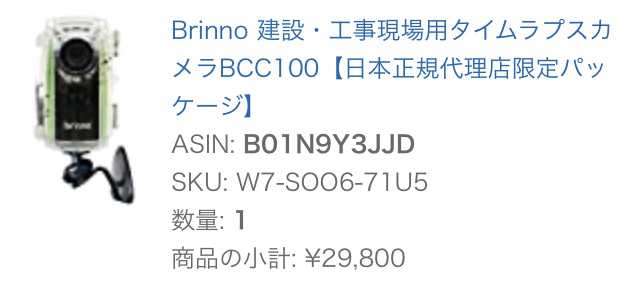 Brinno 建設・工事現場用タイムラプスカ
メラBCC100【日本正規代理店限定パッ
ケージ】
ASIN: B01N9Y3JJD
SKU: W7-SOO6-71U5
数量: 1
商品の小計: ¥29,800
brinno